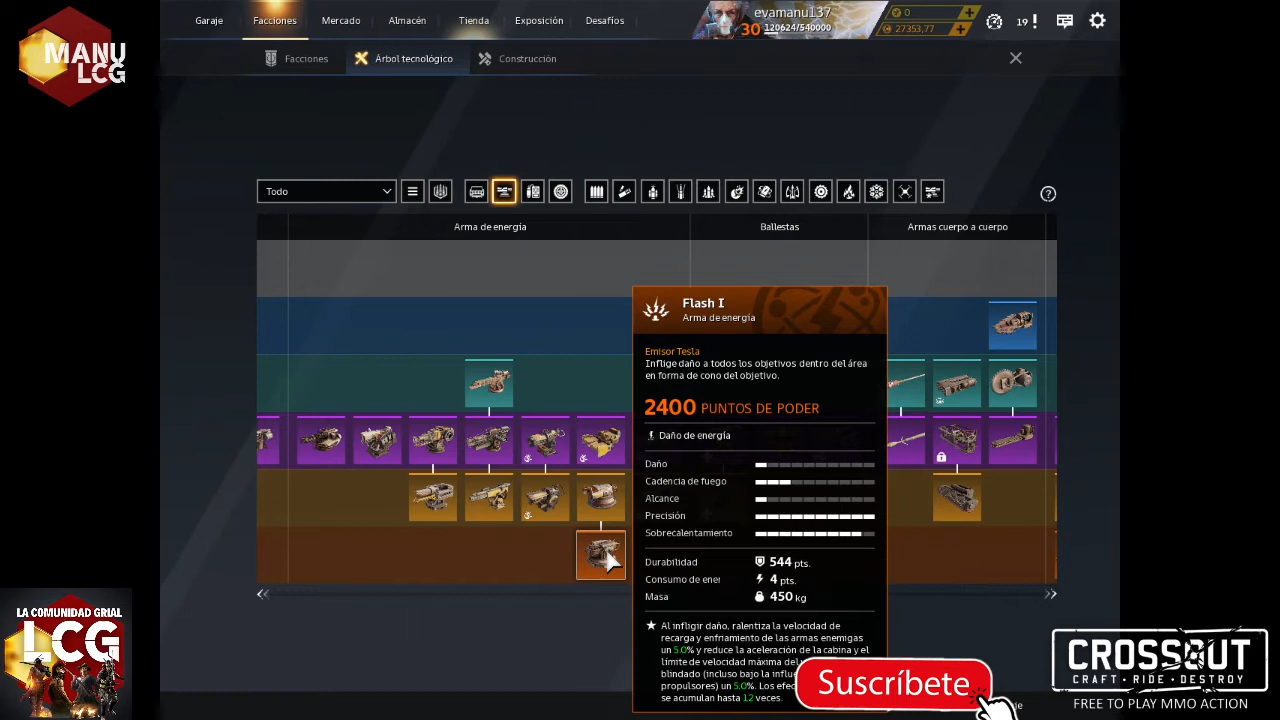 MANU
LCG
Garaje
Facciones
Mercado
Almacén
Tienda
Exposición
Desafíos
evamanu137
30 120624/540000
0
27353,77
19 !
Facciones
Árbol tecnológico
Construcción
Todo
?
Arma de energía
Ballestas
Armas cuerpo a cuerpo
Flash I
Arma de energía
Emisor Tesla
Inflige daño a todos los objetivos dentro del área
en forma de cono del objetivo.
2400 PUNTOS DE PODER
Daño de energía
Daño
Cadencia de fuego
Alcance
Precisión
Sobrecalentamiento
Durabilidad 544 pts.
Consumo de ener 4 pts.
Masa 450 kg
Al infligir daño, ralentiza la velocidad de
recarga y enfriamiento de las armas enemigas
un 5.0% y reduce la aceleración de la cabina y el
límite de velocidad máxima del
blindado (incluso bajo la influe
propulsores) un 5.0%. Los efec
se acumulan hasta 12 veces.
Suscríbete
LA COMUNIDAD GRIAL
LCG
CROSSOUT
CRAFT • RIDE • DESTROY
FREE TO PLAY MMO ACTION